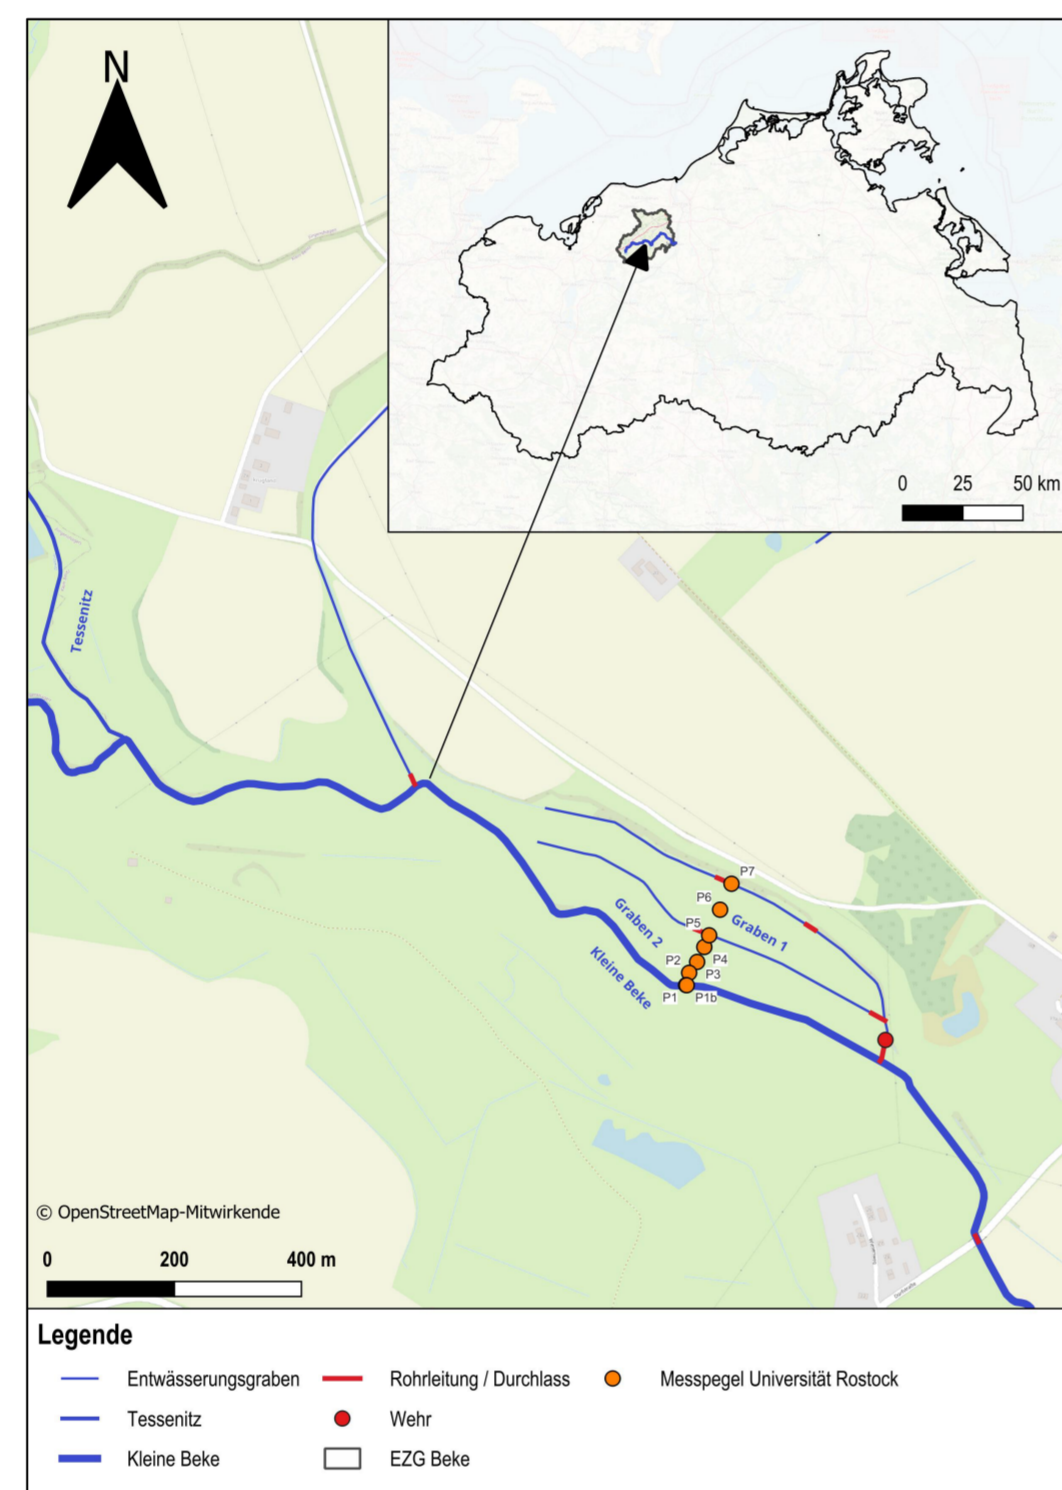 N
0 25 50 km
Tessenitz
P7
P6
Graben 1
P5
Graben 2
P4
P2
P3
Kleine Beke
P1 P1b
© OpenStreetMap-Mitwirkende
0 200 400 m
Legende
Entwässerungsgraben Rohrleitung / Durchlass Messpegel Universität Rostock
Tessenitz Wehr
Kleine Beke EZG Beke